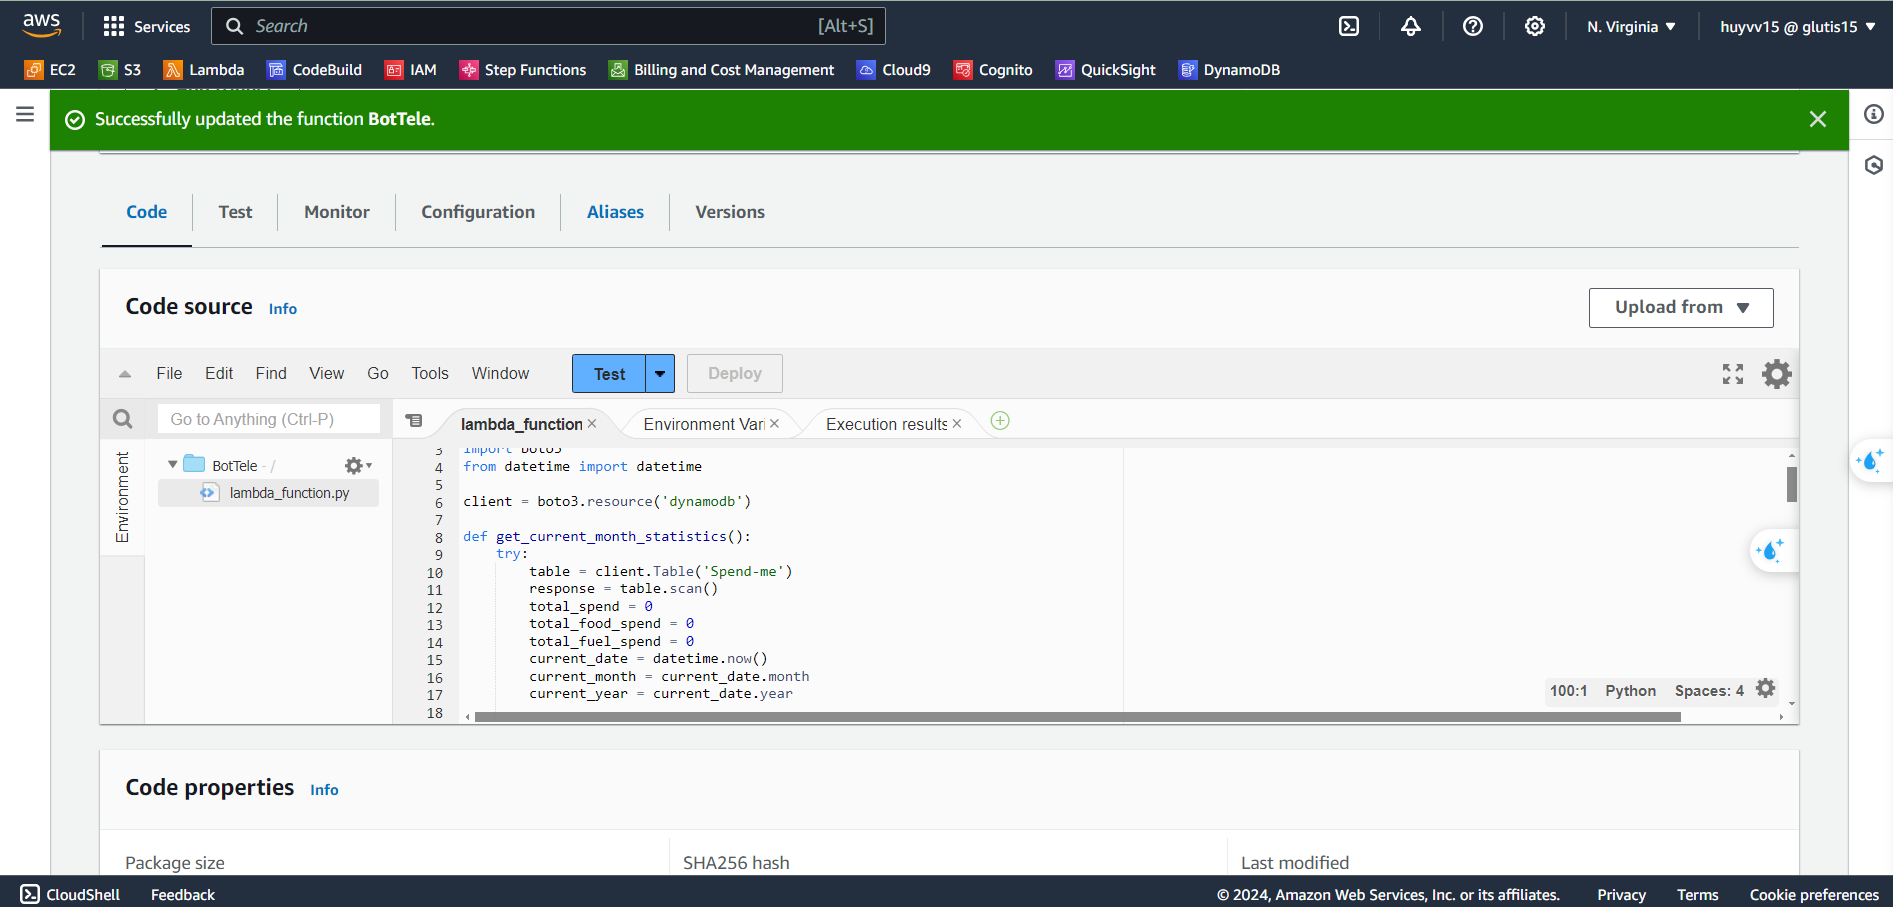 aws
Services
Search
[Alt+S]
N. Virginia ▼
huyvv15 @ glutis15 ▼
EC2
S3
Lambda
CodeBuild
IAM
Step Functions
Billing and Cost Management
Cloud9
Cognito
QuickSight
DynamoDB
Successfully updated the function BotTele.
Code
Test
Monitor
Configuration
Aliases
Versions
Code source Info
Upload from ▼
File Edit Find View Go Tools Window
Test
Deploy
Go to Anything (Ctrl-P)
lambda_function
Environment Vari
Execution results
Environment
BotTele - /
lambda_function.py
3 import boto3
4 from datetime import datetime
5
6 client = boto3.resource('dynamodb')
7
8 def get_current_month_statistics():
9 try:
10 table = client.Table('Spend-me')
11 response = table.scan()
12 total_spend = 0
13 total_food_spend = 0
14 total_fuel_spend = 0
15 current_date = datetime.now()
16 current_month = current_date.month
17 current_year = current_date.year
18
100:1 Python Spaces: 4
Code properties Info
Package size
SHA256 hash
Last modified
CloudShell
Feedback
© 2024, Amazon Web Services, Inc. or its affiliates.
Privacy
Terms
Cookie preferences